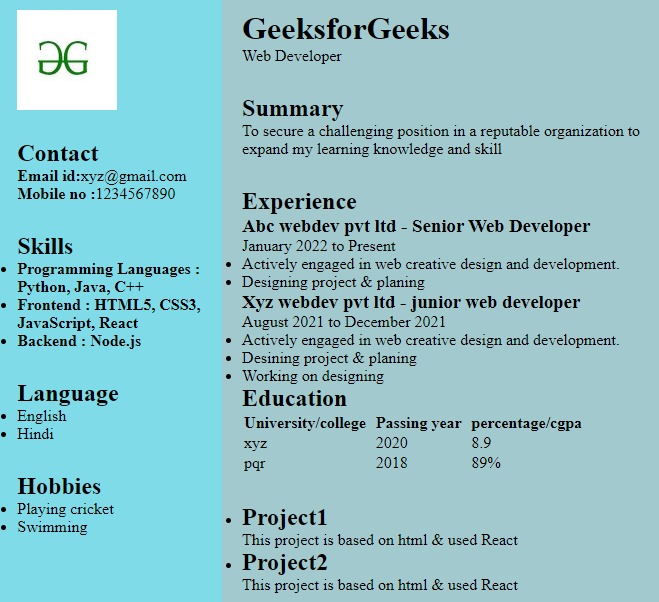 Contact
Email id:xyz@gmail.com
Mobile no :1234567890
Skills
Programming Languages :
Python, Java, C++
Frontend : HTML5, CSS3,
JavaScript, React
Backend : Node.js
Language
English
Hindi
Hobbies
Playing cricket
Swimming
GeeksforGeeks
Web Developer
Summary
To secure a challenging position in a reputable organization to
expand my learning knowledge and skill
Experience
Abc webdev pvt ltd - Senior Web Developer
January 2022 to Present
Actively engaged in web creative design and development.
Designing project & planing
Xyz webdev pvt ltd - junior web developer
August 2021 to December 2021
Actively engaged in web creative design and development.
Desining project & planing
Working on designing
Education
University/college Passing year percentage/cgpa
xyz 2020 8.9
pqr 2018 89%
Project1
This project is based on html & used React
Project2
This project is based on html & used React